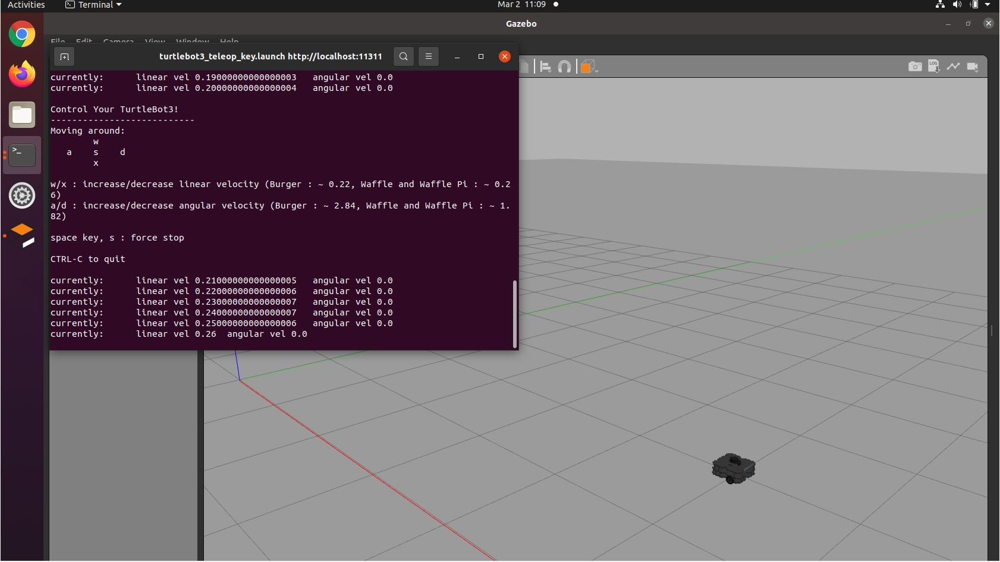 Activities Terminal Mar 2 11:09
Gazebo
File Edit Camera View Window Help
turtlebot3_teleop_key.launch http://localhost:11311
LOG
currently: linear vel 0.19000000000000003 angular vel 0.0
currently: linear vel 0.20000000000000004 angular vel 0.0
Control Your TurtleBot3!
---------------------------
Moving around:
w
a s d
x
w/x : increase/decrease linear velocity (Burger : ~ 0.22, Waffle and Waffle Pi : ~ 0.2
6)
a/d : increase/decrease angular velocity (Burger : ~ 2.84, Waffle and Waffle Pi : ~ 1.
82)
space key, s : force stop
CTRL-C to quit
currently: linear vel 0.21000000000000005 angular vel 0.0
currently: linear vel 0.22000000000000006 angular vel 0.0
currently: linear vel 0.23000000000000007 angular vel 0.0
currently: linear vel 0.24000000000000007 angular vel 0.0
currently: linear vel 0.25000000000000006 angular vel 0.0
currently: linear vel 0.26 angular vel 0.0